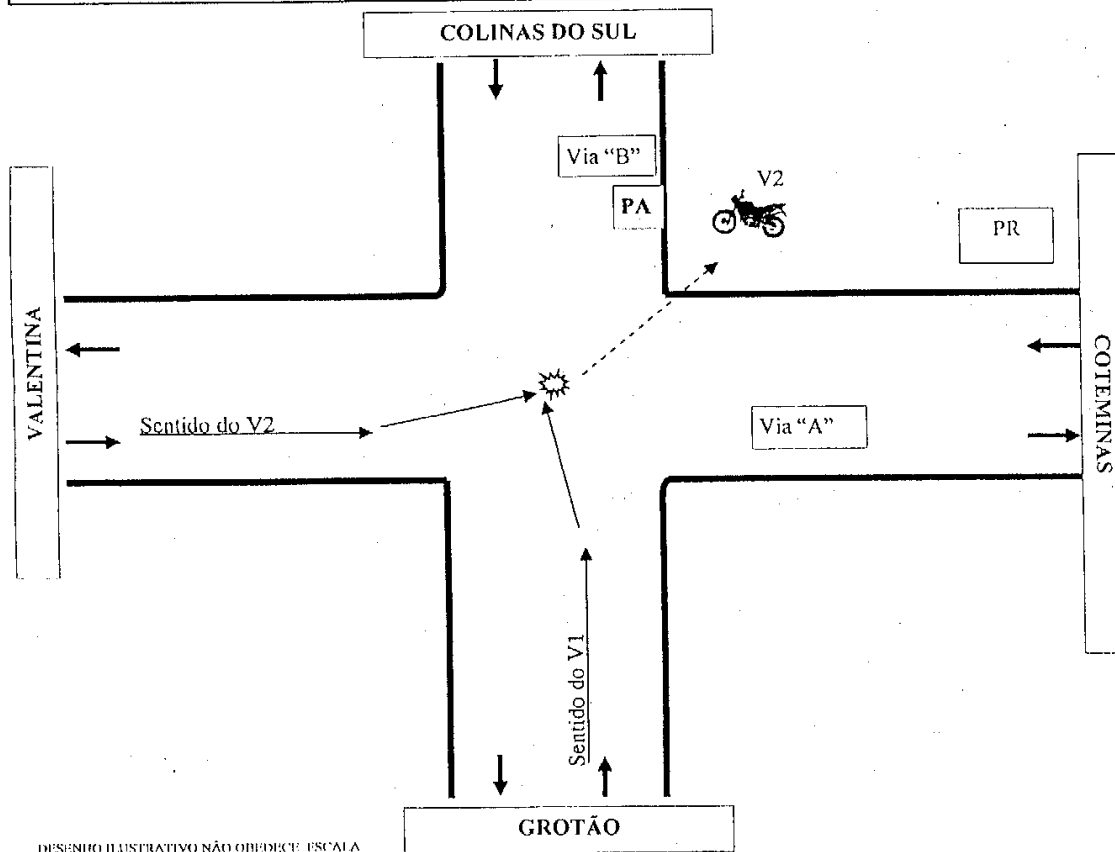 COLINAS DO SUL
Via "B"
PA
V2
PR
VALENTINA
COTEMINAS
Sentido do V2
Via "A"
Sentido do V1
GROTÃO
DESENHO ILUSTRATIVO NÃO OBEDECE ESCALA